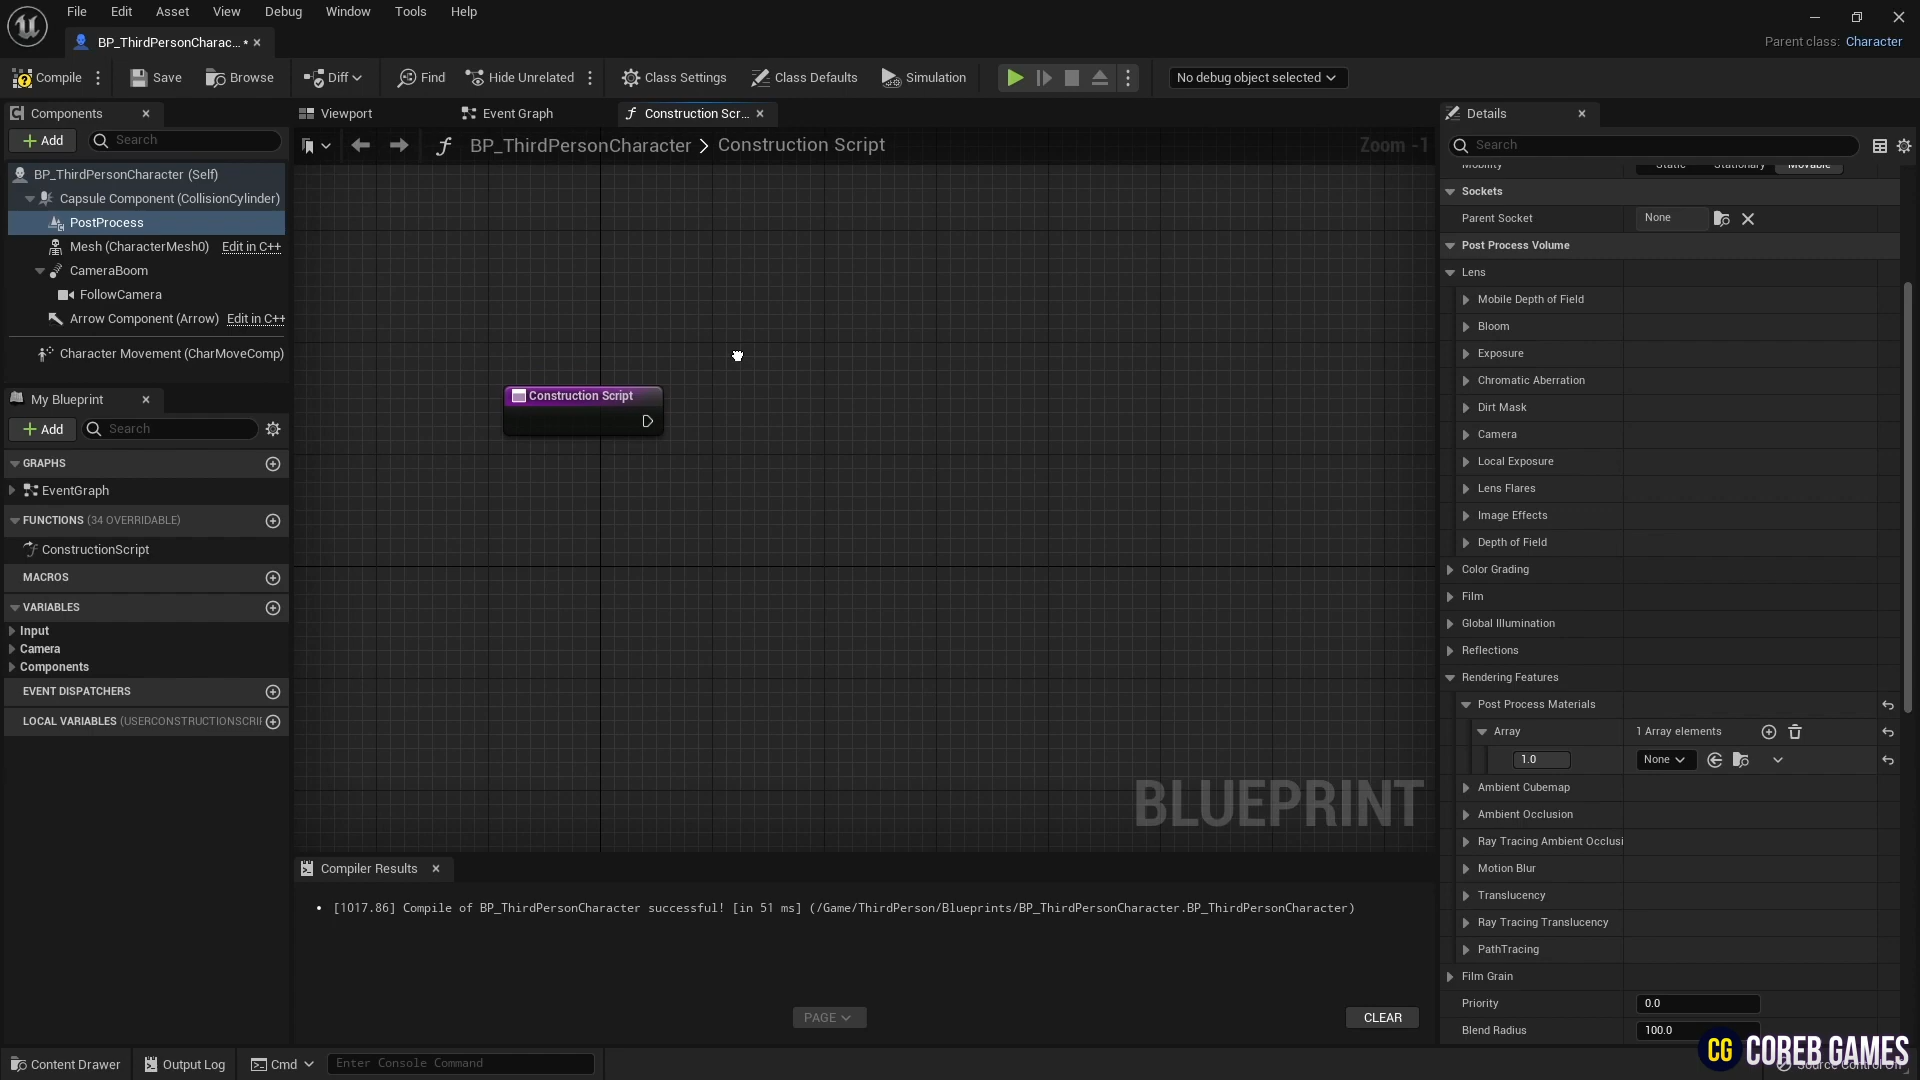 File Edit Asset View Debug Window Tools Help
BP_ThirdPersonCharac... *
Parent class: Character
Compile Save Browse Diff Find Hide Unrelated Class Settings Class Defaults Simulation No debug object selected
Components
Add Search
BP_ThirdPersonCharacter (Self)
Capsule Component (CollisionCylinder)
PostProcess
Mesh (CharacterMesh0) Edit in C++
CameraBoom
FollowCamera
Arrow Component (Arrow) Edit in C++
Character Movement (CharMoveComp)
My Blueprint
Add Search
GRAPHS
EventGraph
FUNCTIONS (34 OVERRIDABLE)
ConstructionScript
MACROS
VARIABLES
Input
Camera
Components
EVENT DISPATCHERS
LOCAL VARIABLES (USERCONSTRUCTIONSCRIP
Viewport Event Graph Construction Scr...
BP_ThirdPersonCharacter > Construction Script
Zoom -1
Construction Script
BLUEPRINT
Compiler Results
[1017.86] Compile of BP_ThirdPersonCharacter successful! [in 51 ms] (/Game/ThirdPerson/Blueprints/BP_ThirdPersonCharacter.BP_ThirdPersonCharacter)
PAGE CLEAR
Details
Search
Mobility Static Stationary Movable
Sockets
Parent Socket None
Post Process Volume
Lens
Mobile Depth of Field
Bloom
Exposure
Chromatic Aberration
Dirt Mask
Camera
Local Exposure
Lens Flares
Image Effects
Depth of Field
Color Grading
Film
Global Illumination
Reflections
Rendering Features
Post Process Materials
Array 1 Array elements
1.0 None
Ambient Cubemap
Ambient Occlusion
Ray Tracing Ambient Occlusi
Motion Blur
Translucency
Ray Tracing Translucency
PathTracing
Film Grain
Priority 0.0
Blend Radius 100.0
Content Drawer Output Log Cmd Enter Console Command
Source Control Off
CG COREB GAMES